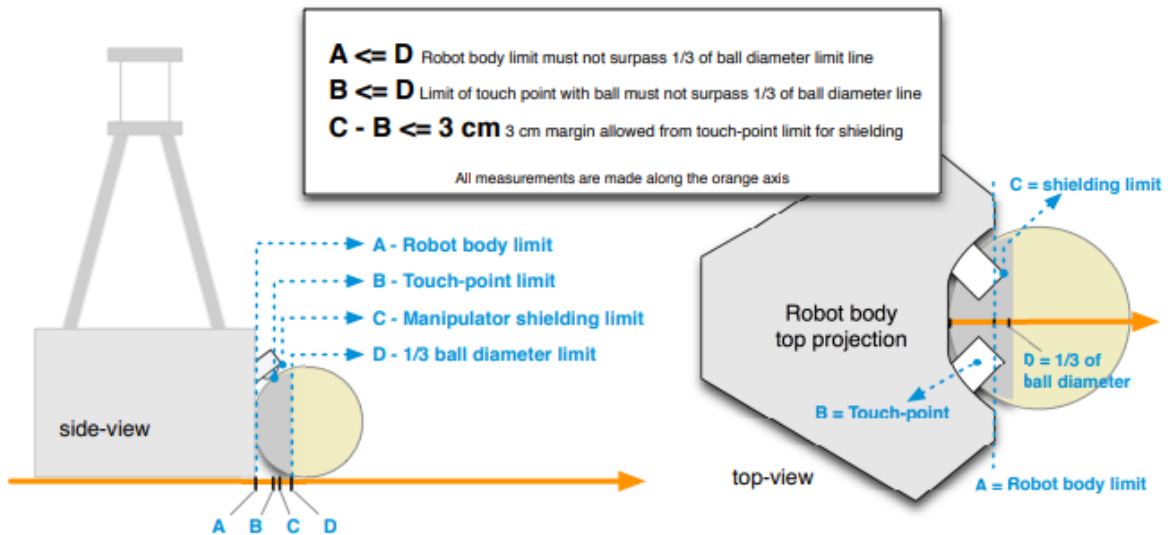 A <= D Robot body limit must not surpass 1/3 of ball diameter limit line
B <= D Limit of touch point with ball must not surpass 1/3 of ball diameter line
C - B <= 3 cm 3 cm margin allowed from touch-point limit for shielding
All measurements are made along the orange axis
A - Robot body limit
B - Touch-point limit
C - Manipulator shielding limit
D - 1/3 ball diameter limit
side-view
A B C D
C = shielding limit
Robot body
top projection
D = 1/3 of
ball diameter
B = Touch-point
top-view
A = Robot body limit